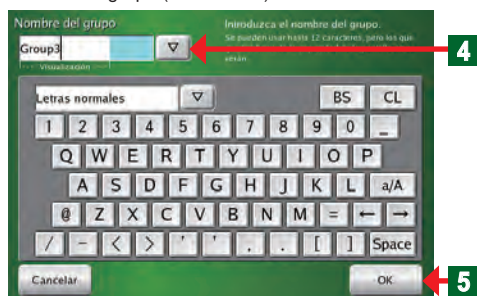 Nombre del grupo
Introduzca el nombre del grupo.
Se pueden usar hasta 12 caracteres, pero los que
Group3
▽
4
Visualización
verán.
Letras normales
▽
BS
CL
1 2 3 4 5 6 7 8 9 0 _
Q W E R T Y U I O P
A S D F G H J K L a/A
@ Z X C V B N M = ← →
/ - < > ' ' , . [ ] Space
Cancelar
OK
5